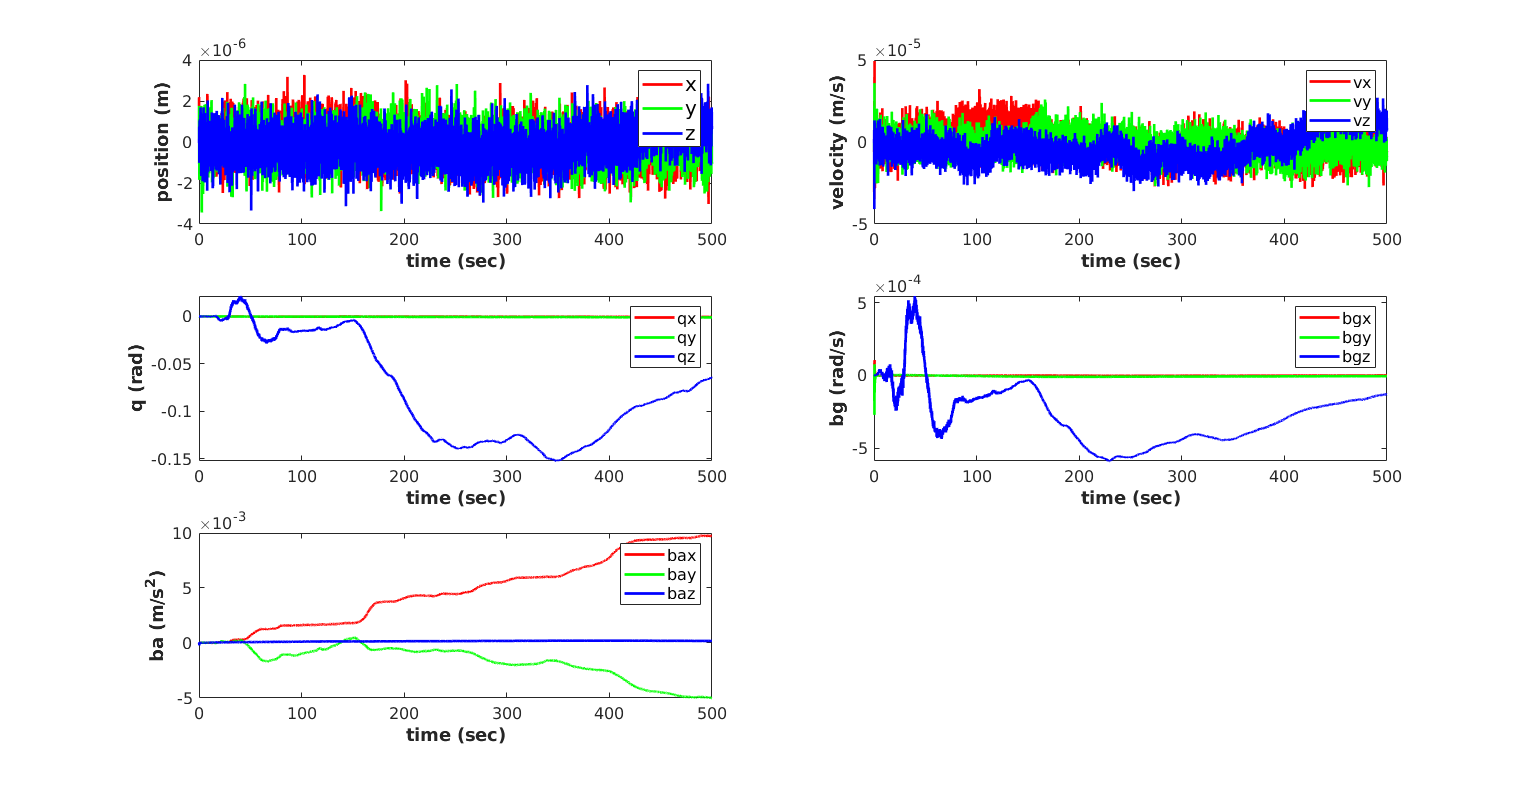 ×10-6
4
2
0
-2
-4
position (m)
x
y
z
0 100 200 300 400 500
time (sec)
×10-5
5
0
-5
velocity (m/s)
vx
vy
vz
0 100 200 300 400 500
time (sec)
0
-0.05
-0.1
-0.15
q (rad)
qx
qy
qz
0 100 200 300 400 500
time (sec)
×10-4
5
0
-5
bg (rad/s)
bgx
bgy
bgz
0 100 200 300 400 500
time (sec)
×10-3
10
5
0
-5
ba (m/s2)
bax
bay
baz
0 100 200 300 400 500
time (sec)